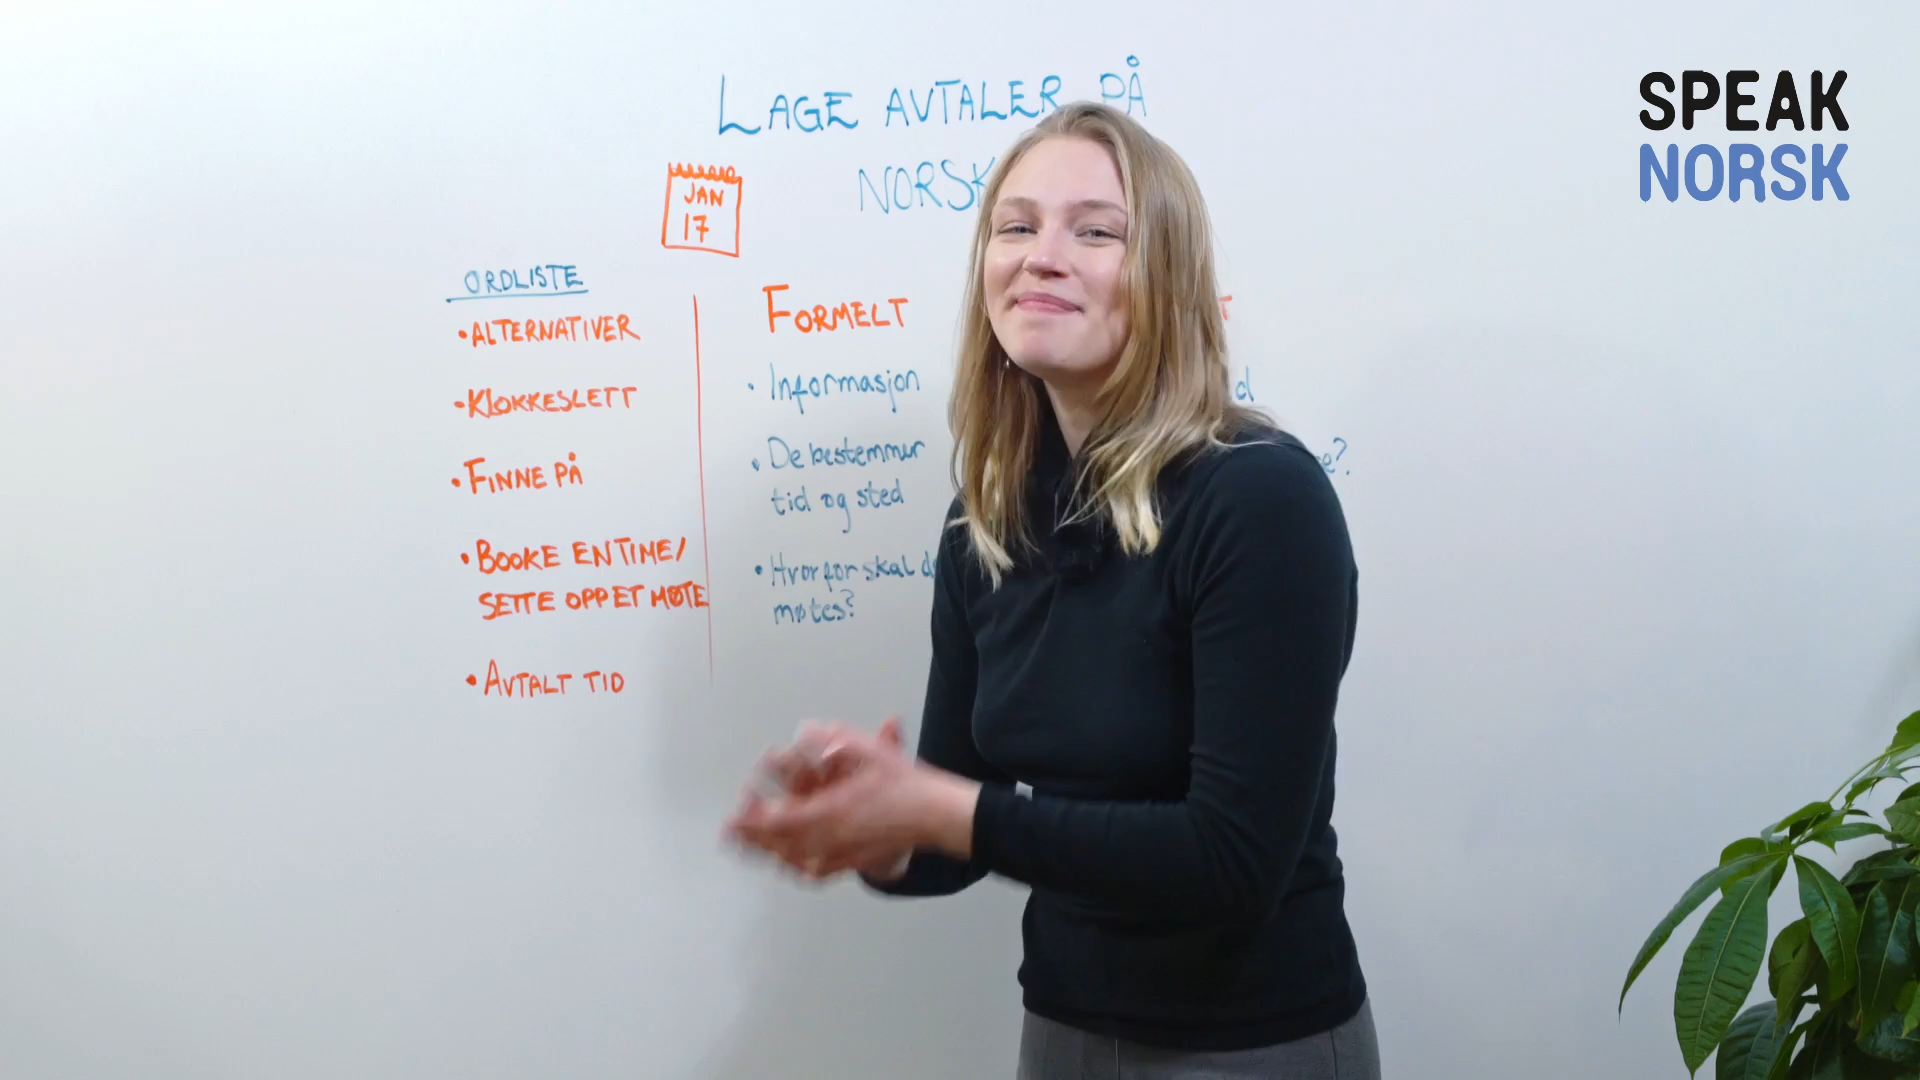 LAGE AVTALER PÅ
NORSK
JAN
17
ORDLISTE
• ALTERNATIVER
• KLOKKESLETT
• FINNE PÅ
• BOOKE EN TIME/
SETTE OPP ET MØTE
• AVTALT TID
FORMELT
• Informasjon
• De bestemmer
tid og sted
• Hvorfor skal
møtes?
SPEAK
NORSK